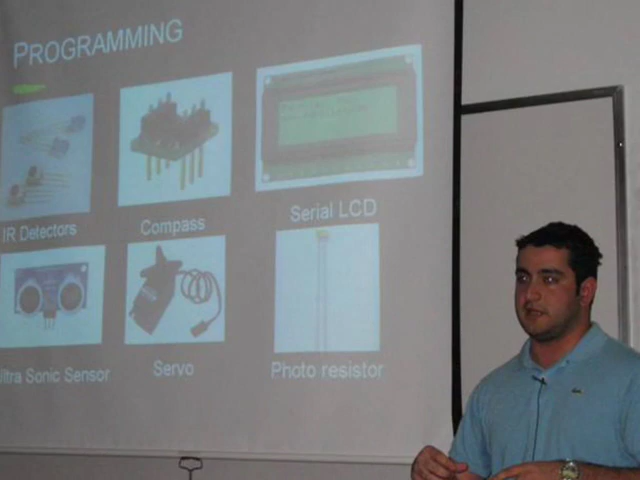 PROGRAMMING
IR Detectors
Compass
Serial LCD
Ultra Sonic Sensor
Servo
Photo resistor